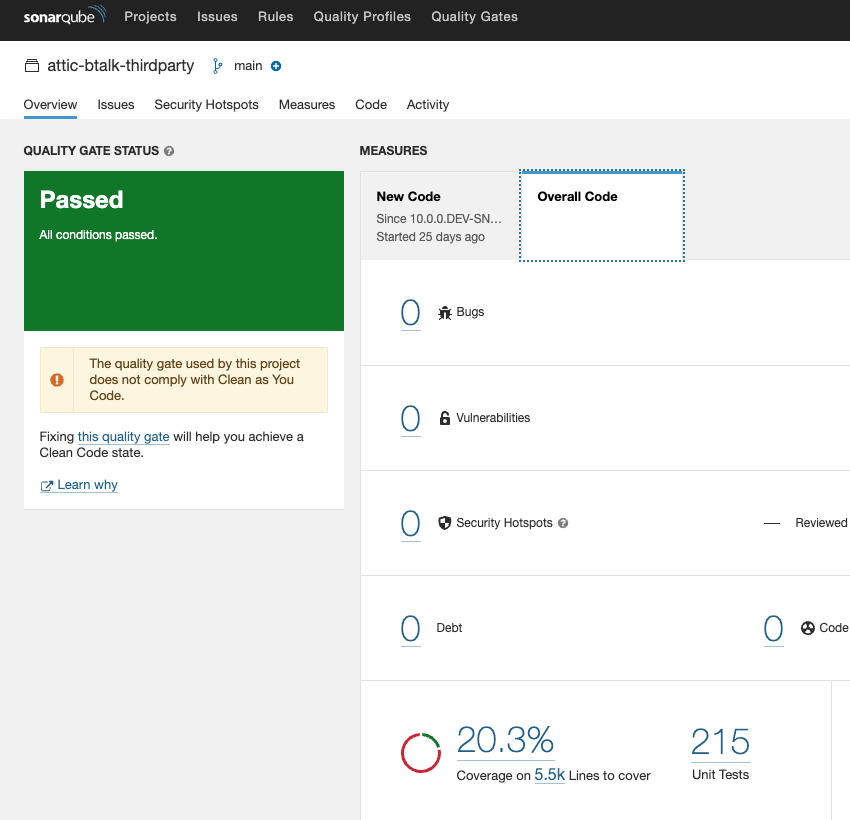 sonarqube Projects Issues Rules Quality Profiles Quality Gates
attic-btalk-thirdparty main
Overview Issues Security Hotspots Measures Code Activity
QUALITY GATE STATUS ?
MEASURES
Passed
All conditions passed.
The quality gate used by this project
does not comply with Clean as You
Code.
Fixing this quality gate will help you achieve a
Clean Code state.
Learn why
New Code
Since 10.0.0.DEV-SN...
Started 25 days ago
Overall Code
0 Bugs
0 Vulnerabilities
0 Security Hotspots ? — Reviewed
0 Debt 0 Code
20.3%
Coverage on 5.5k Lines to cover
215
Unit Tests